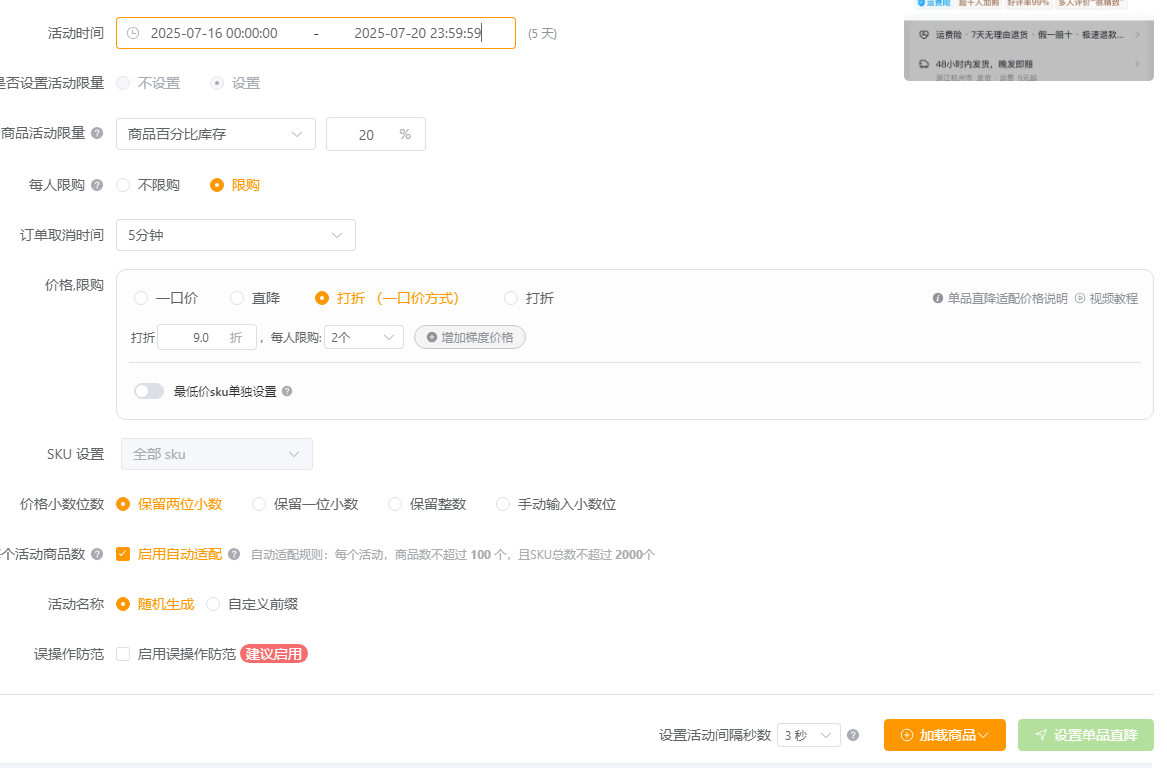 运费险 超千人加购 好评率99% 多人评价"很精致"
活动时间 2025-07-16 00:00:00 - 2025-07-20 23:59:59 (5 天)
运费险 · 7天无理由退货 · 假一赔十 · 极速退款...
48小时内发货，晚发即赔
浙江杭州市 发货 | 运费 5元起
是否设置活动限量 不设置 设置
商品活动限量 商品百分比库存 20 %
每人限购 不限购 限购
订单取消时间 5分钟
价格,限购 一口价 直降 打折 （一口价方式） 打折 单品直降适配价格说明 视频教程
打折 9.0 折 ，每人限购: 2个 增加梯度价格
最低价sku单独设置
SKU 设置 全部 sku
价格小数位数 保留两位小数 保留一位小数 保留整数 手动输入小数位
个活动商品数 启用自动适配 自动适配规则：每个活动，商品数不超过 100 个，且SKU总数不超过 2000个
活动名称 随机生成 自定义前缀
误操作防范 启用误操作防范 建议启用
设置活动间隔秒数 3 秒 加载商品 设置单品直降